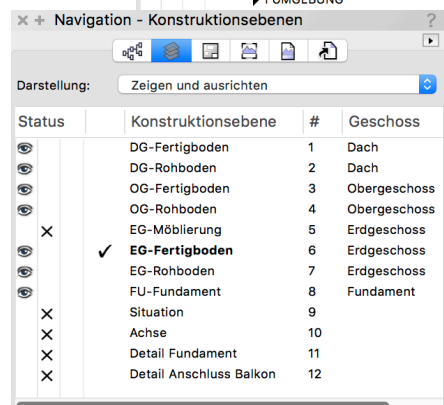 UMGEBUNG
Navigation - Konstruktionsebenen ?
Darstellung: Zeigen und ausrichten
Status Konstruktionsebene # Geschoss
DG-Fertigboden 1 Dach
DG-Rohboden 2 Dach
OG-Fertigboden 3 Obergeschoss
OG-Rohboden 4 Obergeschoss
EG-Möblierung 5 Erdgeschoss
EG-Fertigboden 6 Erdgeschoss
EG-Rohboden 7 Erdgeschoss
FU-Fundament 8 Fundament
Situation 9
Achse 10
Detail Fundament 11
Detail Anschluss Balkon 12